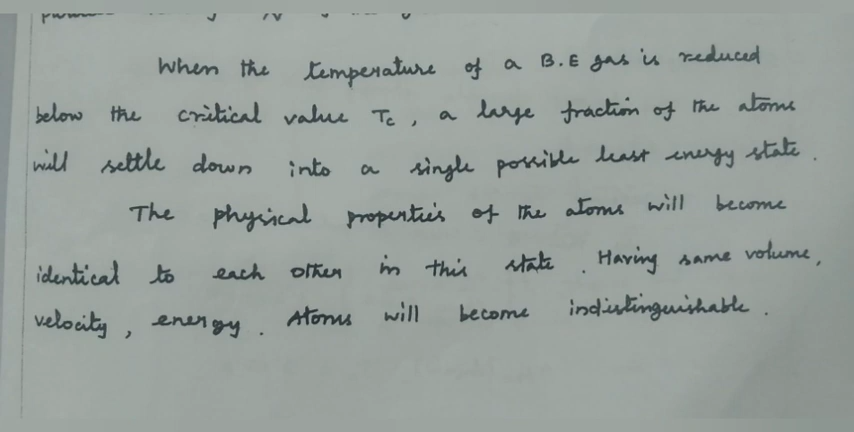 When the temperature of a B.E gas is reduced
below the critical value Tc , a large fraction of the atoms
will settle down into a single possible least energy state .
The physical properties of the atoms will become
identical to each other in this state . Having same volume ,
velocity , energy . Atoms will become indistinguishable .